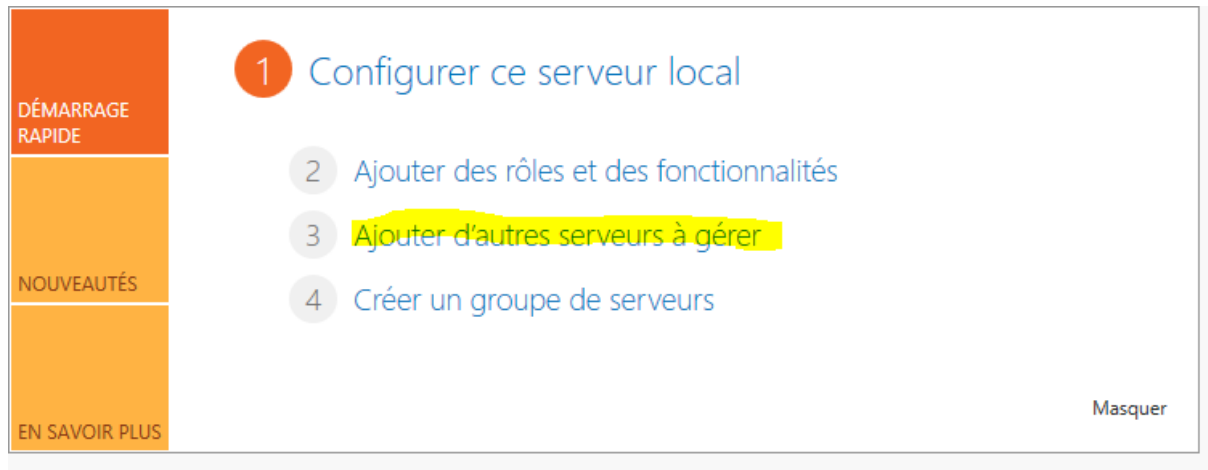 DÉMARRAGE
RAPIDE
NOUVEAUTÉS
EN SAVOIR PLUS
1 Configurer ce serveur local
2 Ajouter des rôles et des fonctionnalités
3 Ajouter d’autres serveurs à gérer
4 Créer un groupe de serveurs
Masquer